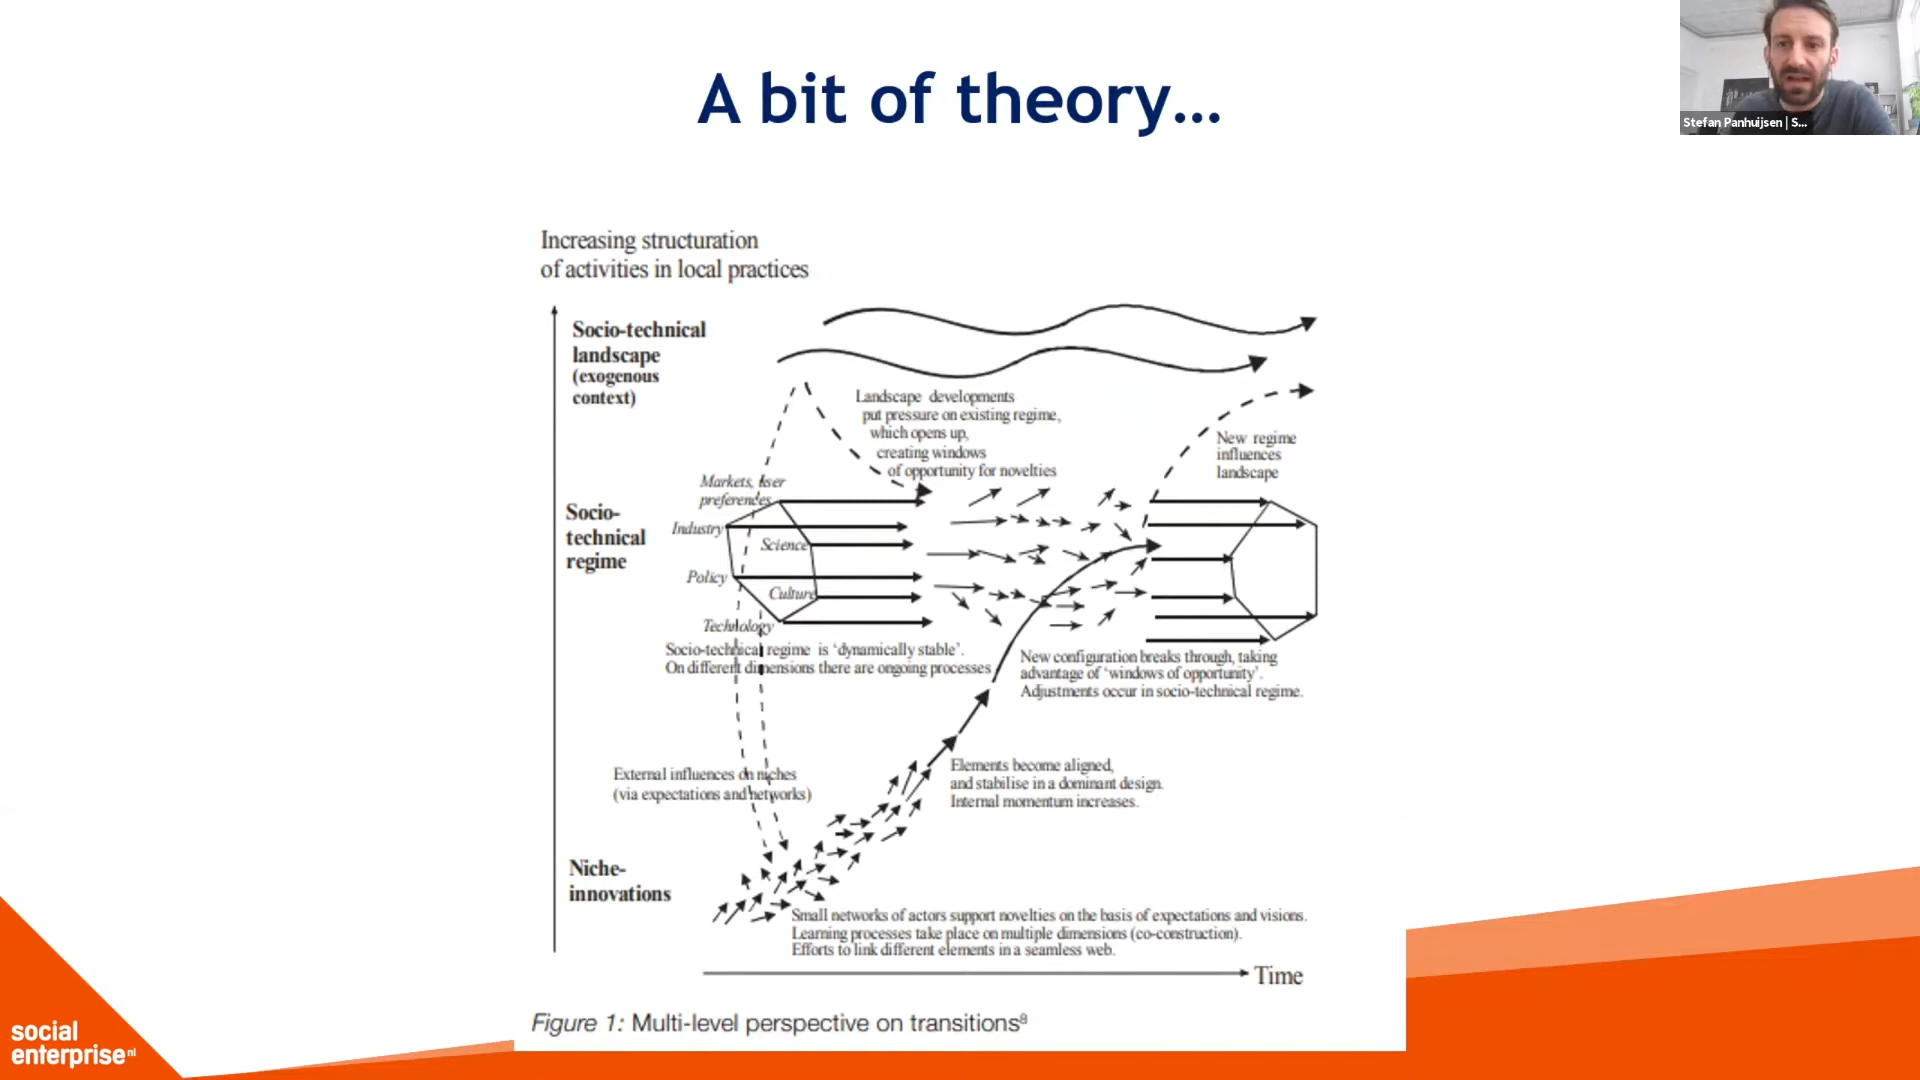 A bit of theory...
Stefan Panhuijsen | S...
Increasing structuration
of activities in local practices
Socio-technical
landscape
(exogenous
context)
Landscape developments
put pressure on existing regime,
which opens up,
creating windows
of opportunity for novelties
New regime
influences
landscape
Markets, user
preferences
Socio-
technical
regime
Industry
Science
Policy
Culture
Technology
Socio-technical regime is ‘dynamically stable’.
On different dimensions there are ongoing processes
New configuration breaks through, taking
advantage of ‘windows of opportunity’.
Adjustments occur in socio-technical regime.
External influences on niches
(via expectations and networks)
Elements become aligned,
and stabilise in a dominant design.
Internal momentum increases.
Niche-
innovations
Small networks of actors support novelties on the basis of expectations and visions.
Learning processes take place on multiple dimensions (co-construction).
Efforts to link different elements in a seamless web.
Time
Figure 1: Multi-level perspective on transitions⁸
social
enterprise nl